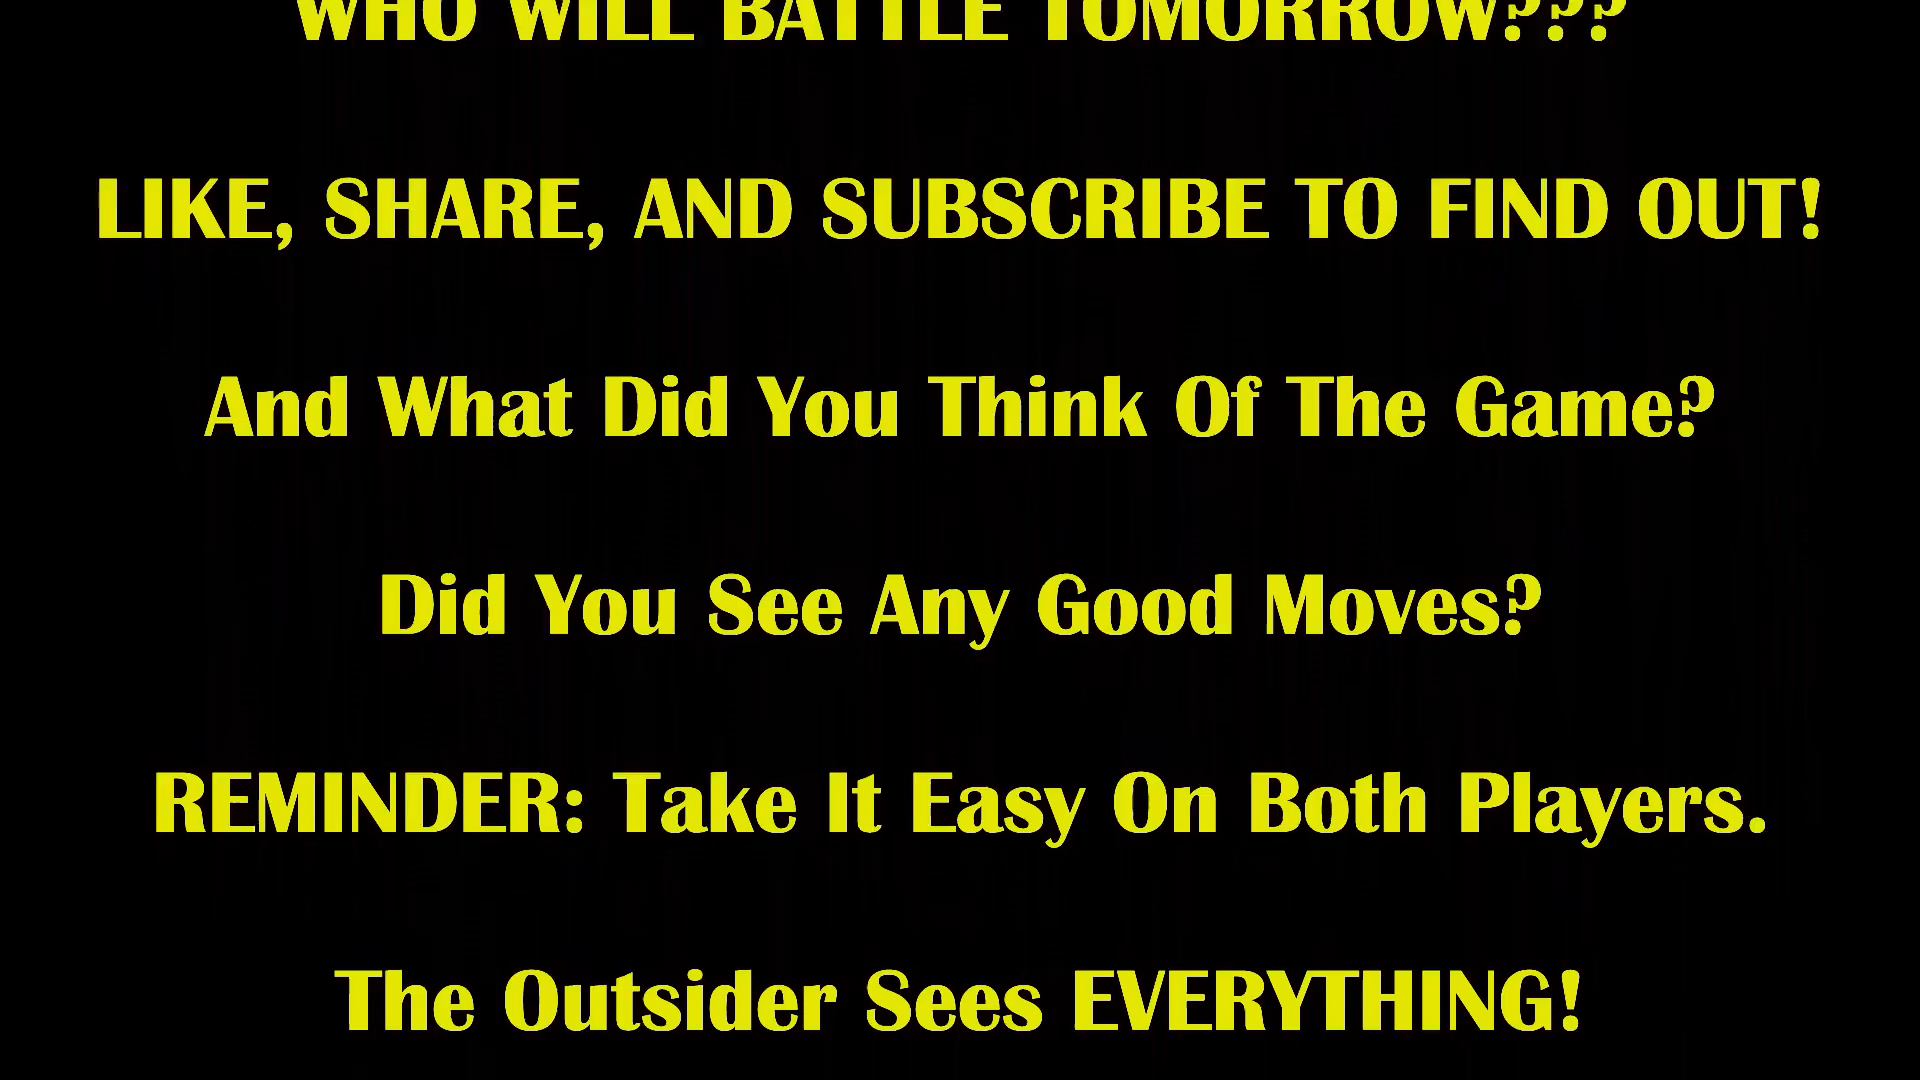 WHO WILL BATTLE TOMORROW???
LIKE, SHARE, AND SUBSCRIBE TO FIND OUT!
And What Did You Think Of The Game?
Did You See Any Good Moves?
REMINDER: Take It Easy On Both Players.
The Outsider Sees EVERYTHING!